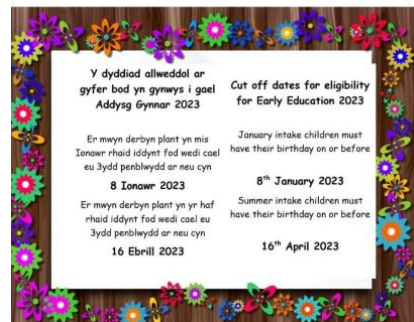 Y dyddiad allweddol ar
gyfer bod yn gynwys i gael
Addysg Gynnar 2023
Er mwyn derbyn plant yn mis
Ionawr rhaid iddynt fod wedi cael
eu 3ydd penblwydd ar neu cyn
8 Ionawr 2023
Er mwyn derbyn plant yn yr haf
rhaid iddynt fod wedi cael eu
3ydd penblwydd ar neu cyn
16 Ebrill 2023
Cut off dates for eligibility
for Early Education 2023
January intake children must
have their birthday on or before
8th January 2023
Summer intake children must
have their birthday on or before
16th April 2023